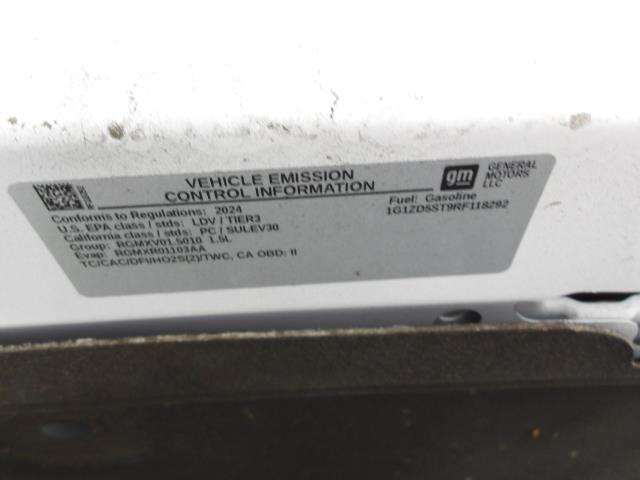 VEHICLE EMISSION
CONTROL INFORMATION
gm
GENERAL
MOTORS
LLC
Conforms to Regulations: 2024
U.S. EPA class / stds: LDV / TIER3
California class / stds: PC / SULEV30
Group: RGMXV01.5010 1.5L
Evap: RGMXR01103AA
TC/CAC/DFI/HO2S(2)/TWC, CA OBD: II
Fuel: Gasoline
1G1ZD5ST9RF118292